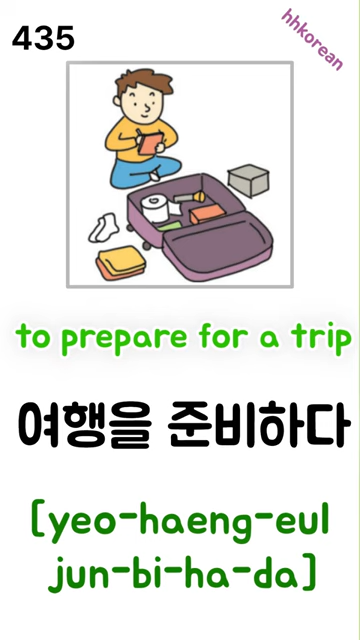 435
hhkorean
to prepare for a trip
여행을 준비하다
[yeo-haeng-eul
jun-bi-ha-da]